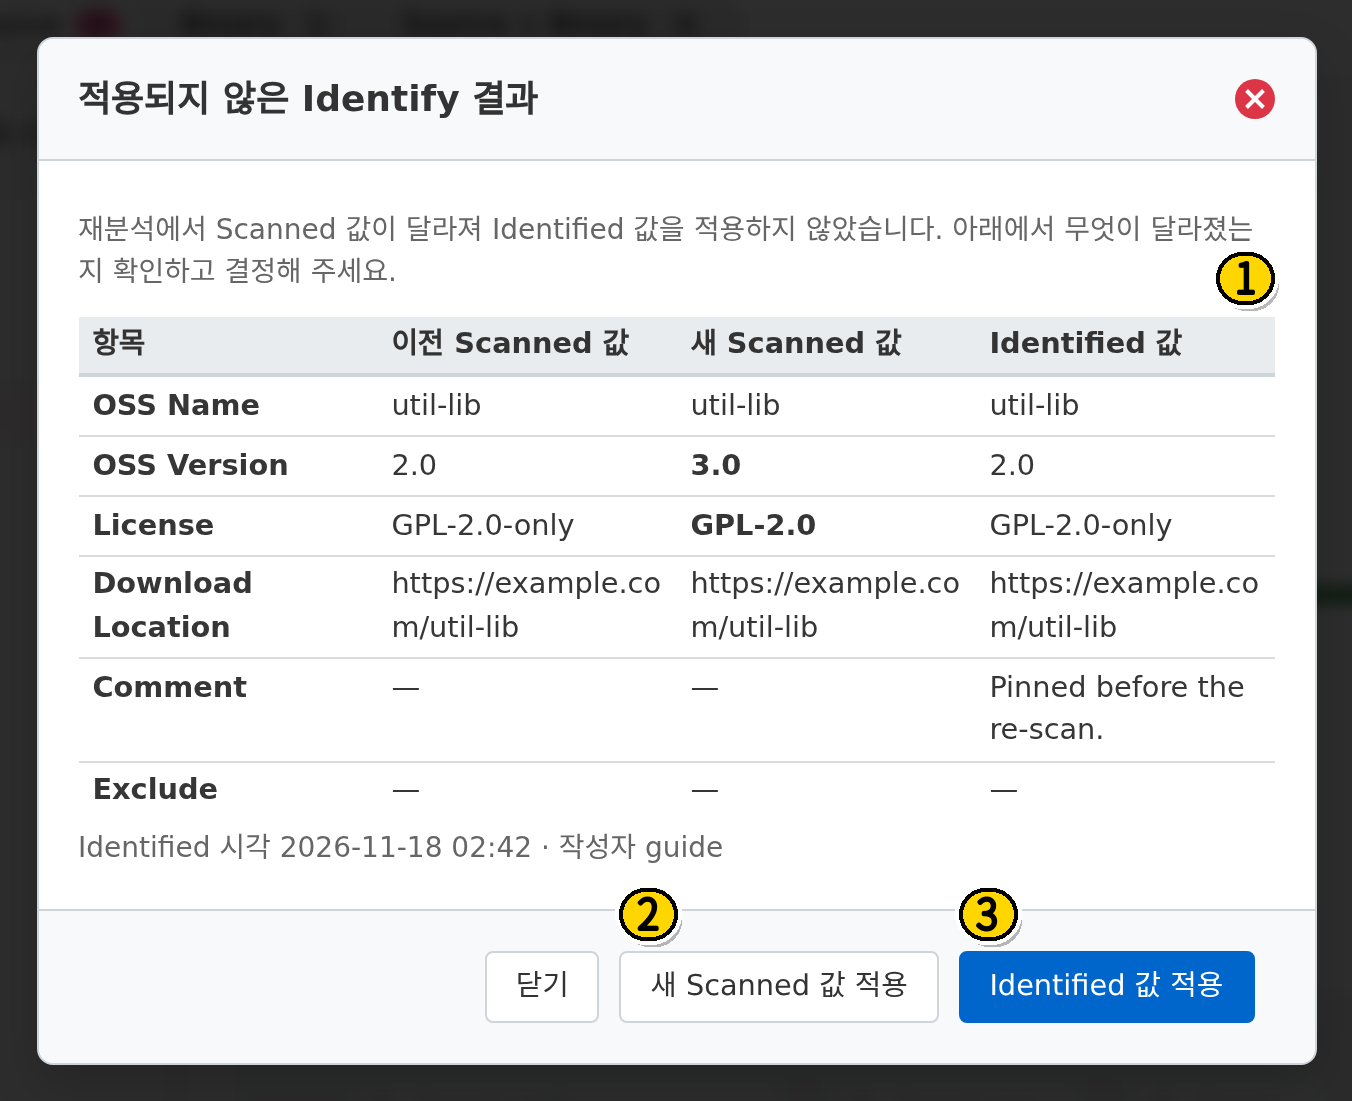 적용되지 않은 Identify 결과
재분석에서 Scanned 값이 달라져 Identified 값을 적용하지 않았습니다. 아래에서 무엇이 달라졌는
지 확인하고 결정해 주세요.
1
항목 이전 Scanned 값 새 Scanned 값 Identified 값
OSS Name util-lib util-lib util-lib
OSS Version 2.0 3.0 2.0
License GPL-2.0-only GPL-2.0 GPL-2.0-only
Download https://example.co https://example.co https://example.co
Location m/util-lib m/util-lib m/util-lib
Comment — — Pinned before the
re-scan.
Exclude — — —
Identified 시각 2026-11-18 02:42 · 작성자 guide
2 3
닫기 새 Scanned 값 적용 Identified 값 적용